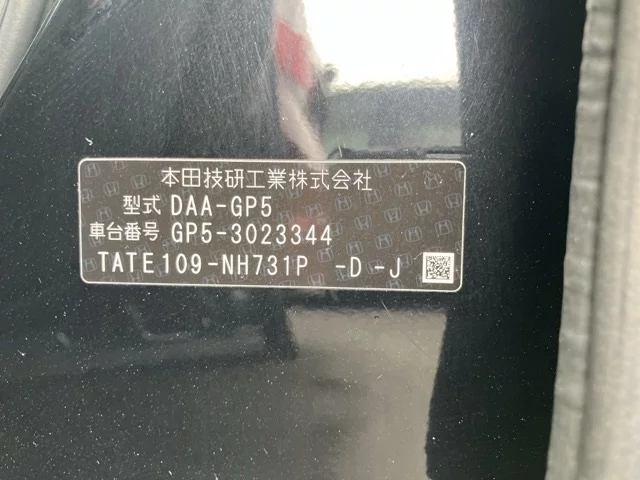 本田技研工業株式会社
型式 DAA-GP5
車台番号 GP5-3023344
TATE109-NH731P -D -J